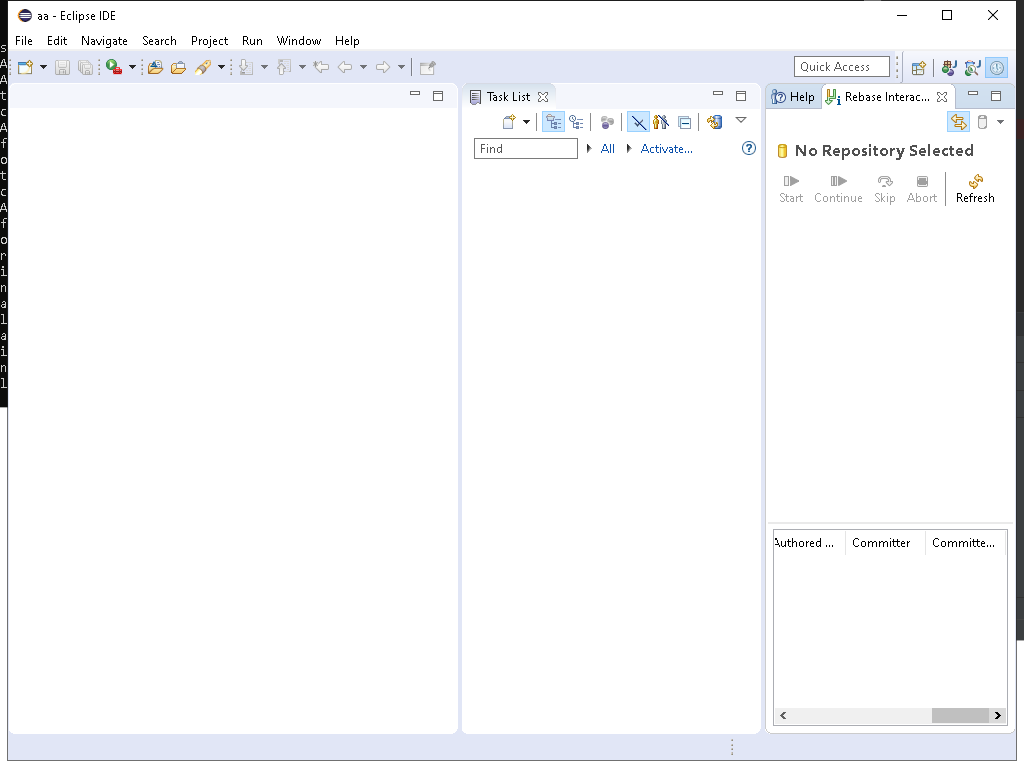 aa - Eclipse IDE
File Edit Navigate Search Project Run Window Help
Quick Access
Task List
Help
Rebase Interac...
Find
All
Activate...
No Repository Selected
Start Continue Skip Abort Refresh
Authored ... Committer Committe...
s
A
A
t
c
A
f
o
t
c
A
f
o
r
i
n
a
l
a
i
n
l